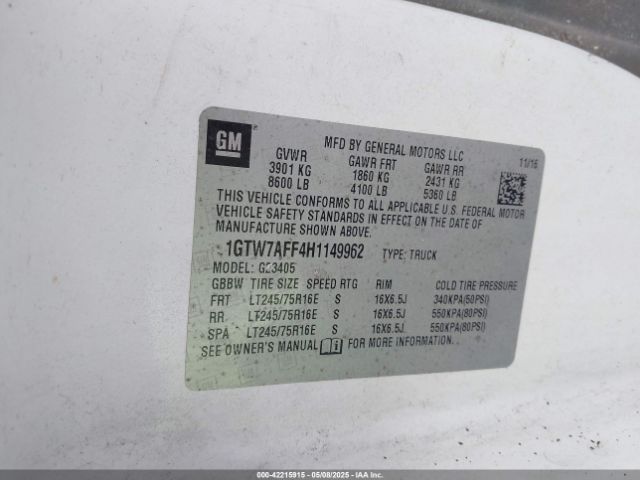 GM
MFD BY GENERAL MOTORS LLC
11/16
GVWR GAWR FRT GAWR RR
3901 KG 1860 KG 2431 KG
8600 LB 4100 LB 5360 LB
THIS VEHICLE CONFORMS TO ALL APPLICABLE U.S. FEDERAL MOTOR
VEHICLE SAFETY STANDARDS IN EFFECT ON THE DATE OF
MANUFACTURE SHOWN ABOVE.
1GTW7AFF4H1149962 TYPE: TRUCK
MODEL: G23405
GBBW TIRE SIZE SPEED RTG RIM COLD TIRE PRESSURE
FRT LT245/75R16E S 16X6.5J 340KPA(50PSI)
RR LT245/75R16E S 16X6.5J 550KPA(80PSI)
SPA LT245/75R16E S 16X6.5J 550KPA(80PSI)
SEE OWNER'S MANUAL FOR MORE INFORMATION.
000-42215915 - 05/08/2025 - IAAI.COM